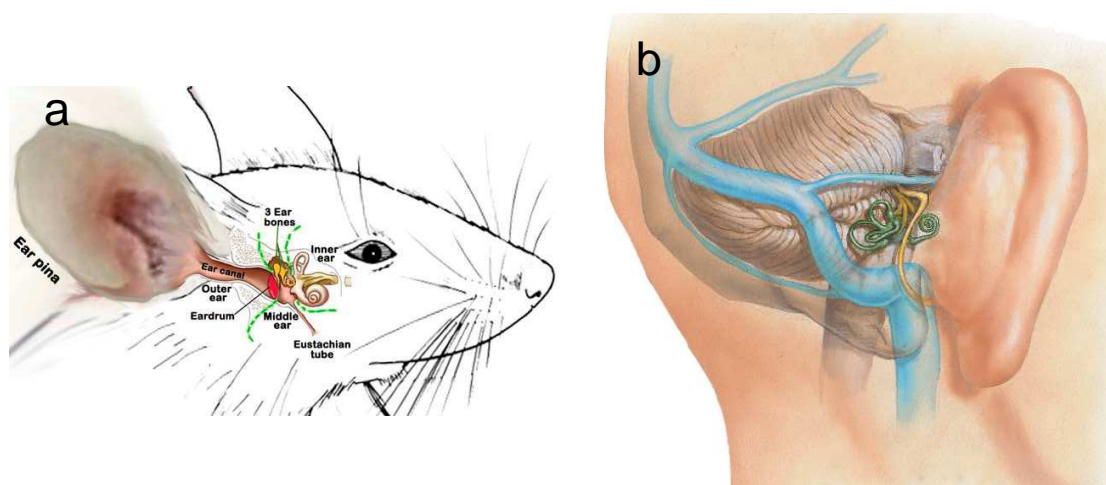 a
Ear pina
3 Ear
bones
Inner
ear
Ear canal
Outer
ear
Eardrum
Middle
ear
Eustachian
tube
b